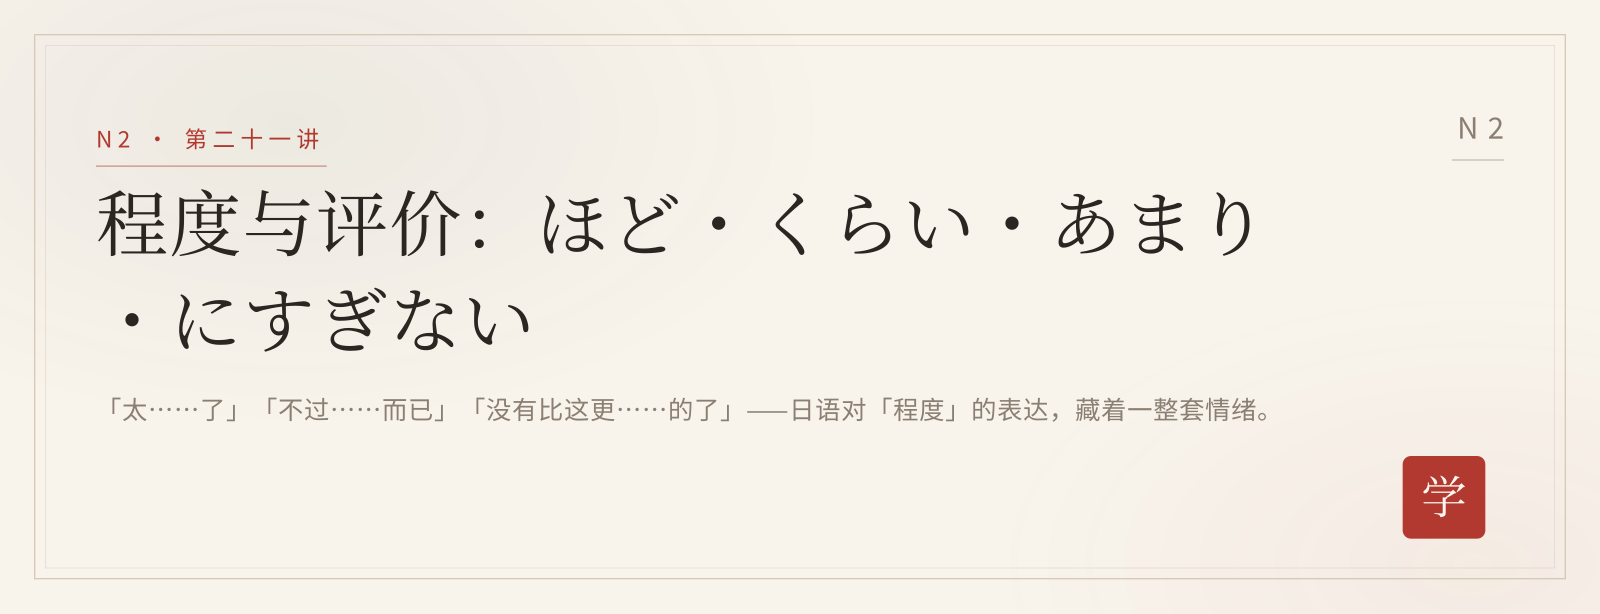 N2 · 第二十一讲
N2
程度与评价：ほど・くらい・あまり
・にすぎない
「太……了」「不过……而已」「没有比这更……的了」——日语对「程度」的表达，藏着一整套情绪。
学